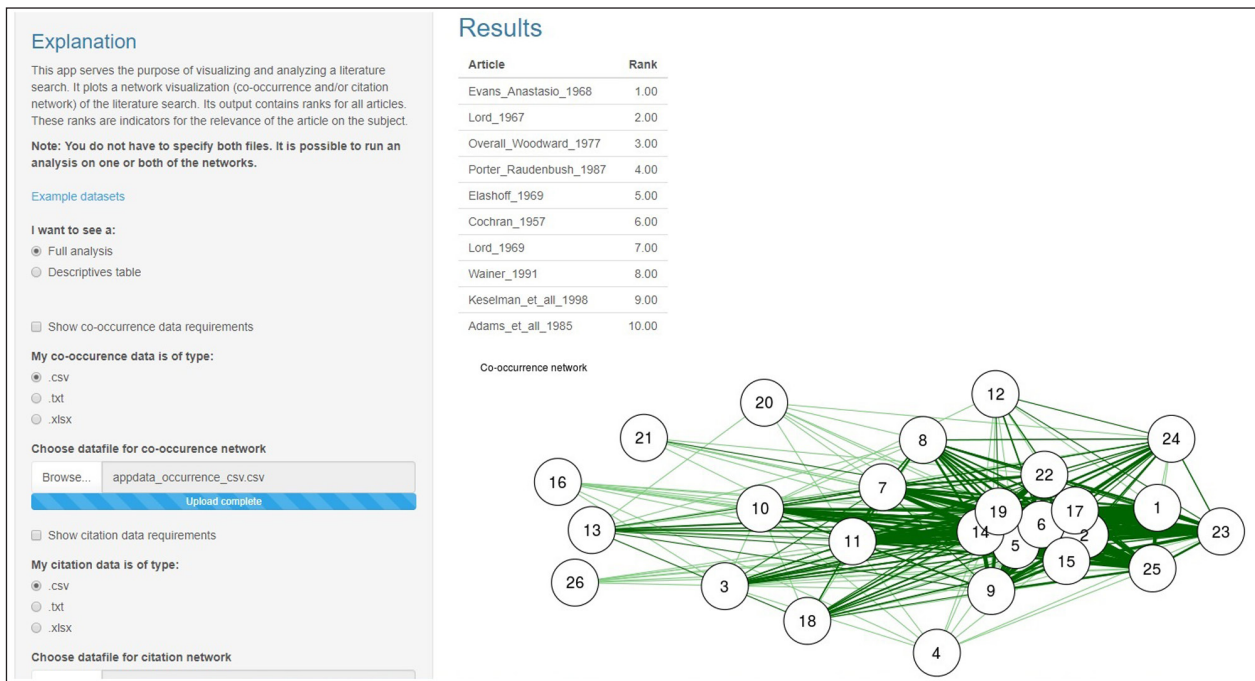 Explanation
This app serves the purpose of visualizing and analyzing a literature
search. It plots a network visualization (co-occurrence and/or citation
network) of the literature search. Its output contains ranks for all articles.
These ranks are indicators for the relevance of the article on the subject.
Note: You do not have to specify both files. It is possible to run an
analysis on one or both of the networks.
Example datasets
I want to see a:
Full analysis
Descriptives table
Show co-occurrence data requirements
My co-occurence data is of type:
.csv
.txt
.xlsx
Choose datafile for co-occurence network
Browse... appdata_occurrence_csv.csv
Upload complete
Show citation data requirements
My citation data is of type:
.csv
.txt
.xlsx
Choose datafile for citation network
Results
Article Rank
Evans_Anastasio_1968 1.00
Lord_1967 2.00
Overall_Woodward_1977 3.00
Porter_Raudenbush_1987 4.00
Elashoff_1969 5.00
Cochran_1957 6.00
Lord_1969 7.00
Wainer_1991 8.00
Keselman_et_all_1998 9.00
Adams_et_all_1985 10.00
Co-occurrence network
12
20
21
8
24
16
22
7
10
19
17
1
13
6
14
2
23
11
5
15
25
26
3
9
18
4